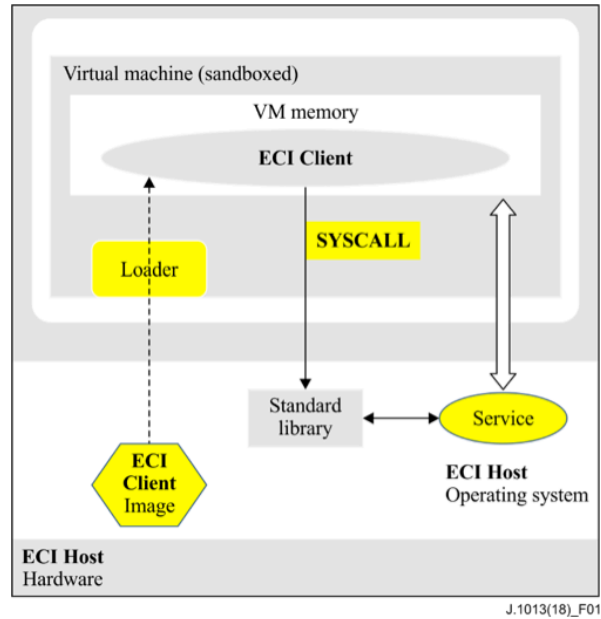 Virtual machine (sandboxed)
VM memory
ECI Client
SYSCALL
Loader
Standard
library
Service
ECI
Client
Image
ECI Host
Operating system
ECI Host
Hardware
J.1013(18)_F01